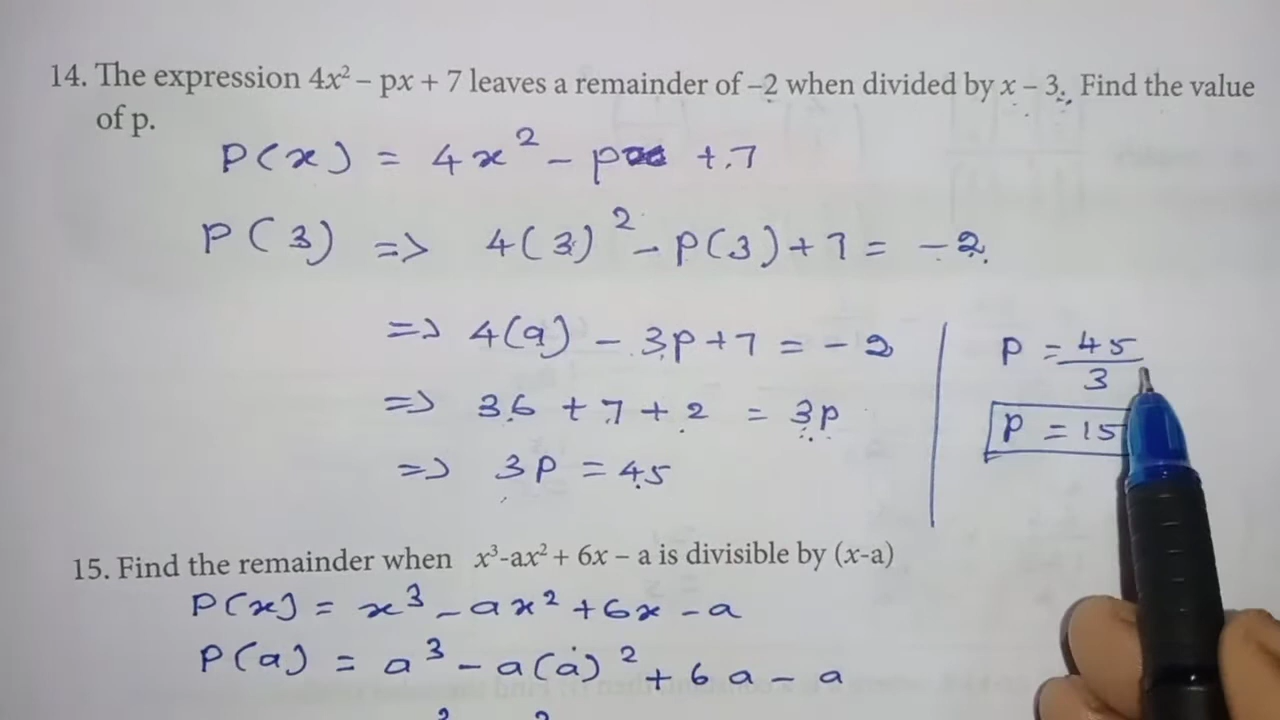 14. The expression 4x² – px + 7 leaves a remainder of –2 when divided by x – 3. Find the value
of p.
P(x) = 4x² – p + 7
P(3) => 4(3)² – P(3) + 7 = –2
=> 4(9) – 3P + 7 = –2
=> 36 + 7 + 2 = 3P
=> 3P = 45
P = 45/3
P = 15
15. Find the remainder when x³-ax² + 6x – a is divisible by (x-a)
P(x) = x³ – ax² + 6x – a
P(a) = a³ – a(a)² + 6a – a